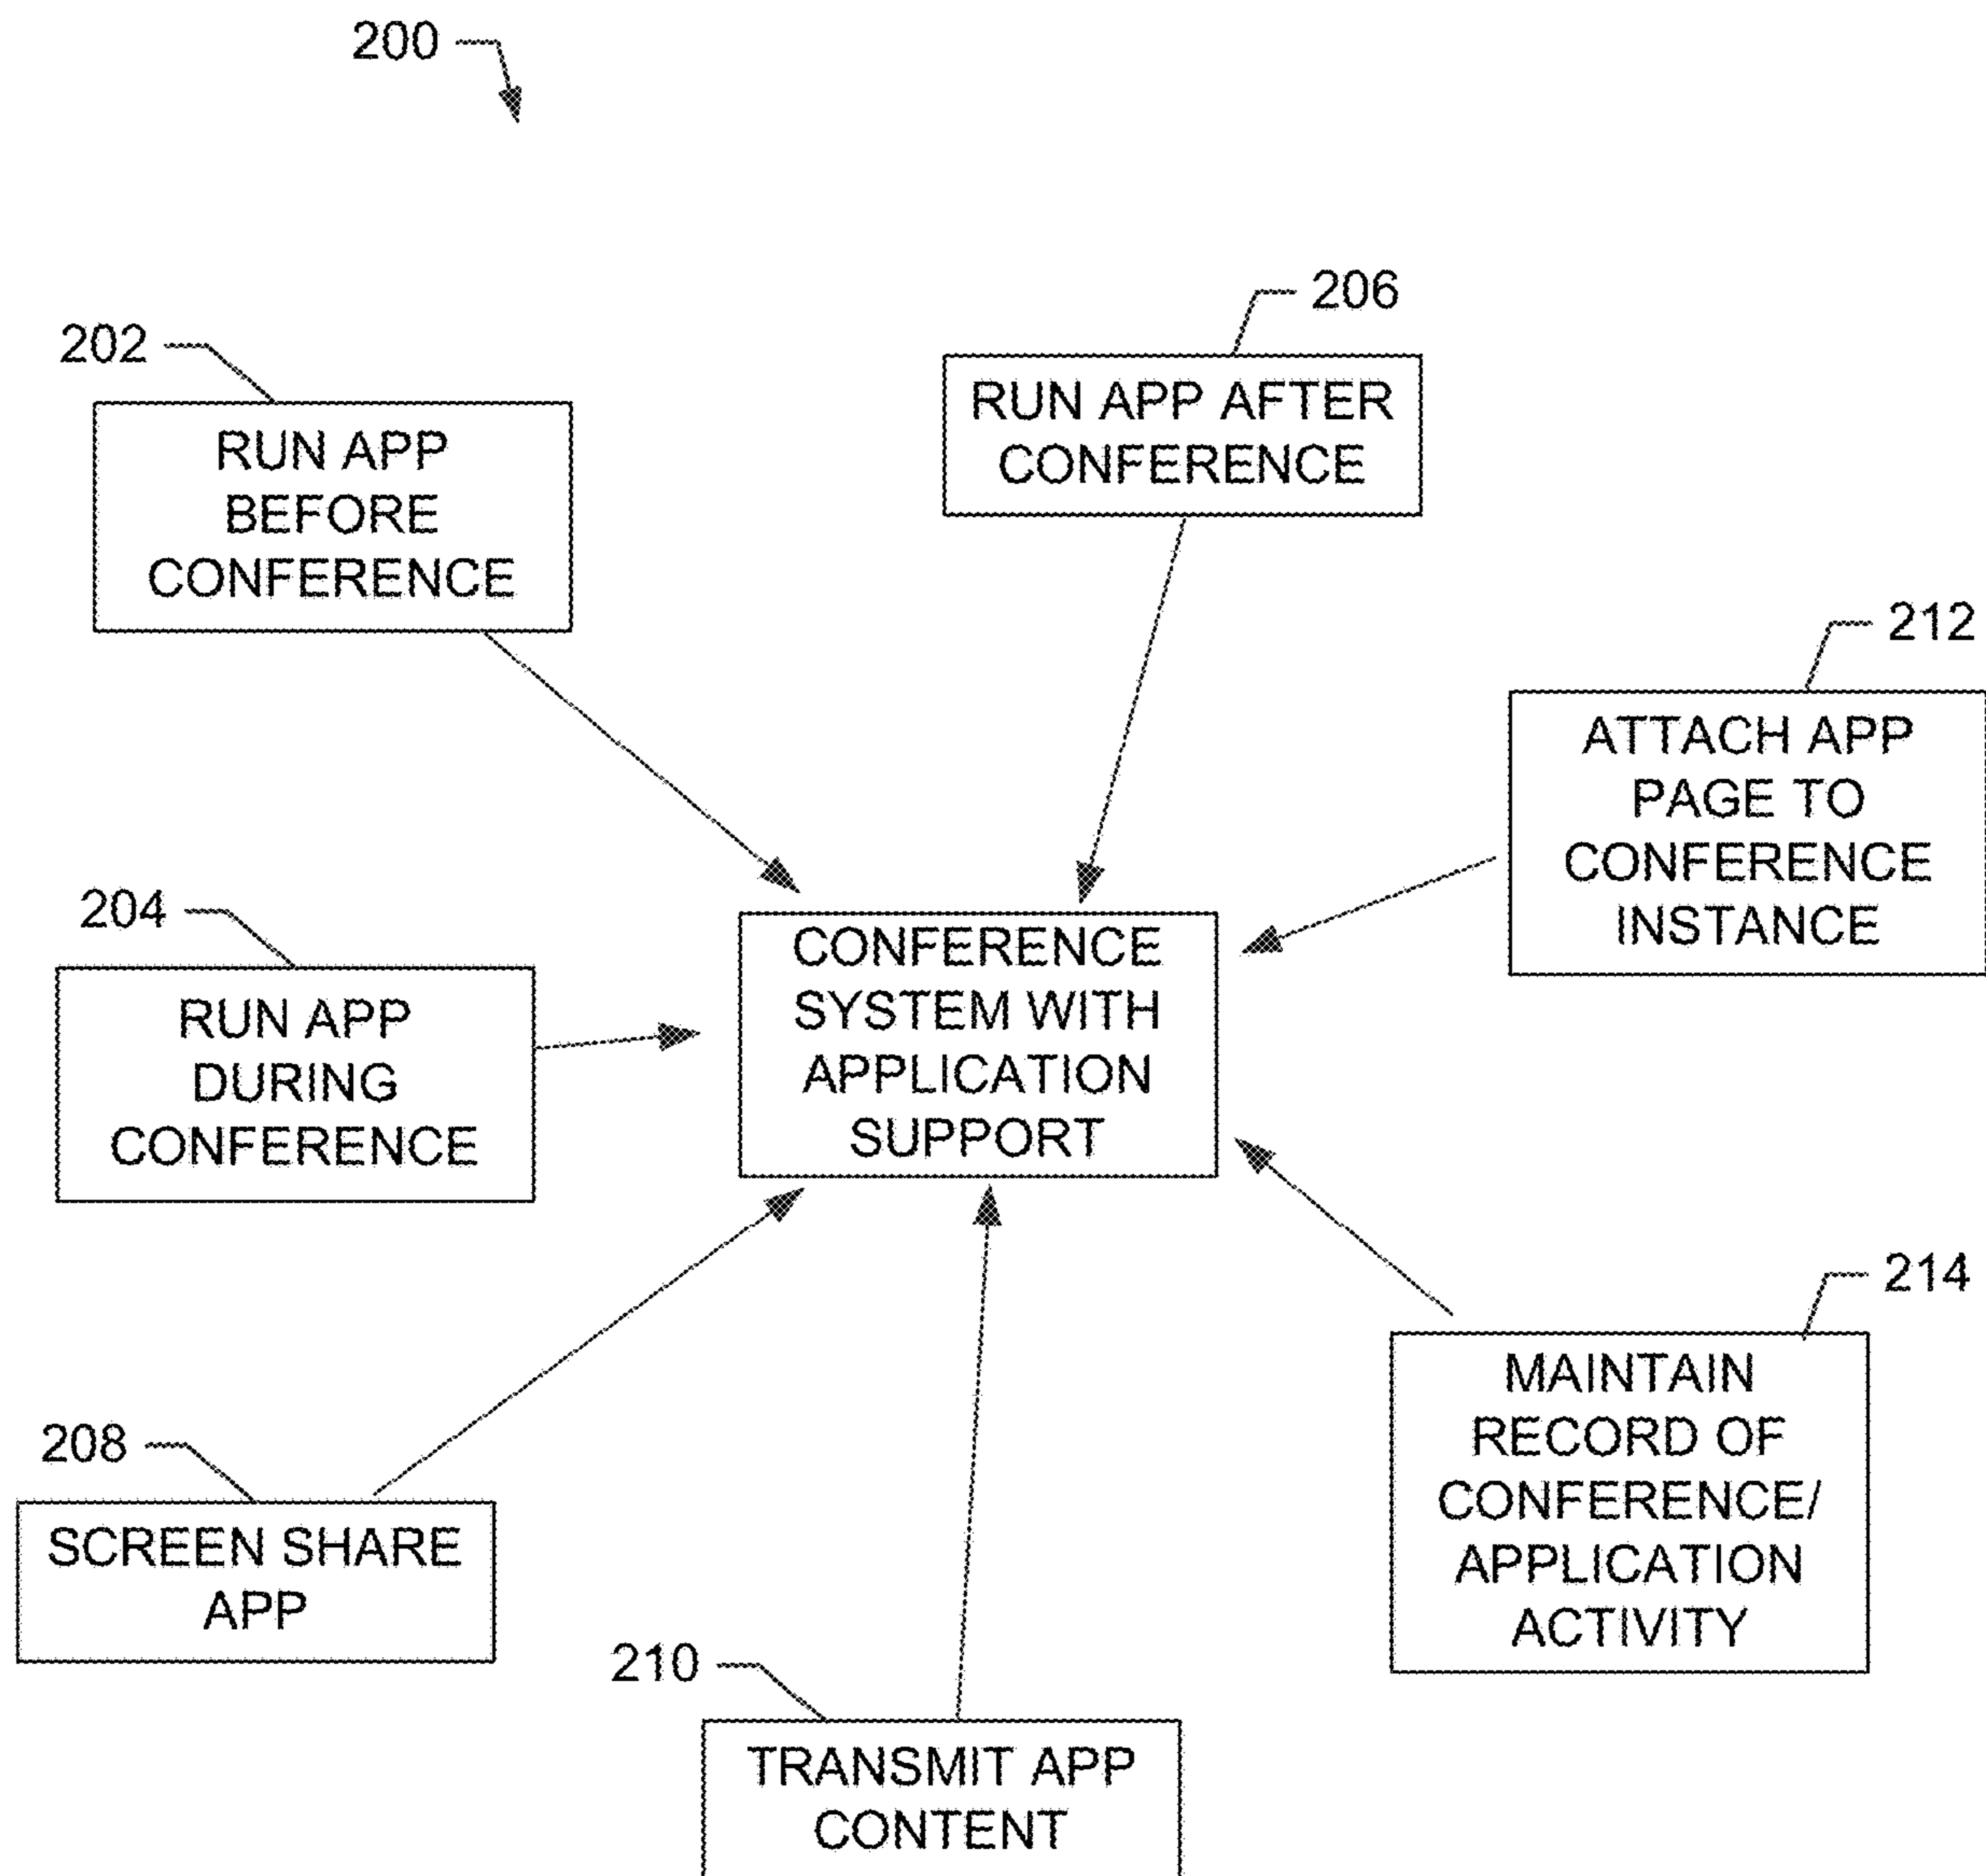 200
206
RUN APP AFTER
CONFERENCE
202
RUN APP
BEFORE
CONFERENCE
212
ATTACH APP
PAGE TO
CONFERENCE
INSTANCE
204
RUN APP
DURING
CONFERENCE
CONFERENCE
SYSTEM WITH
APPLICATION
SUPPORT
214
MAINTAIN
RECORD OF
CONFERENCE/
APPLICATION
ACTIVITY
208
SCREEN SHARE
APP
210
TRANSMIT APP
CONTENT